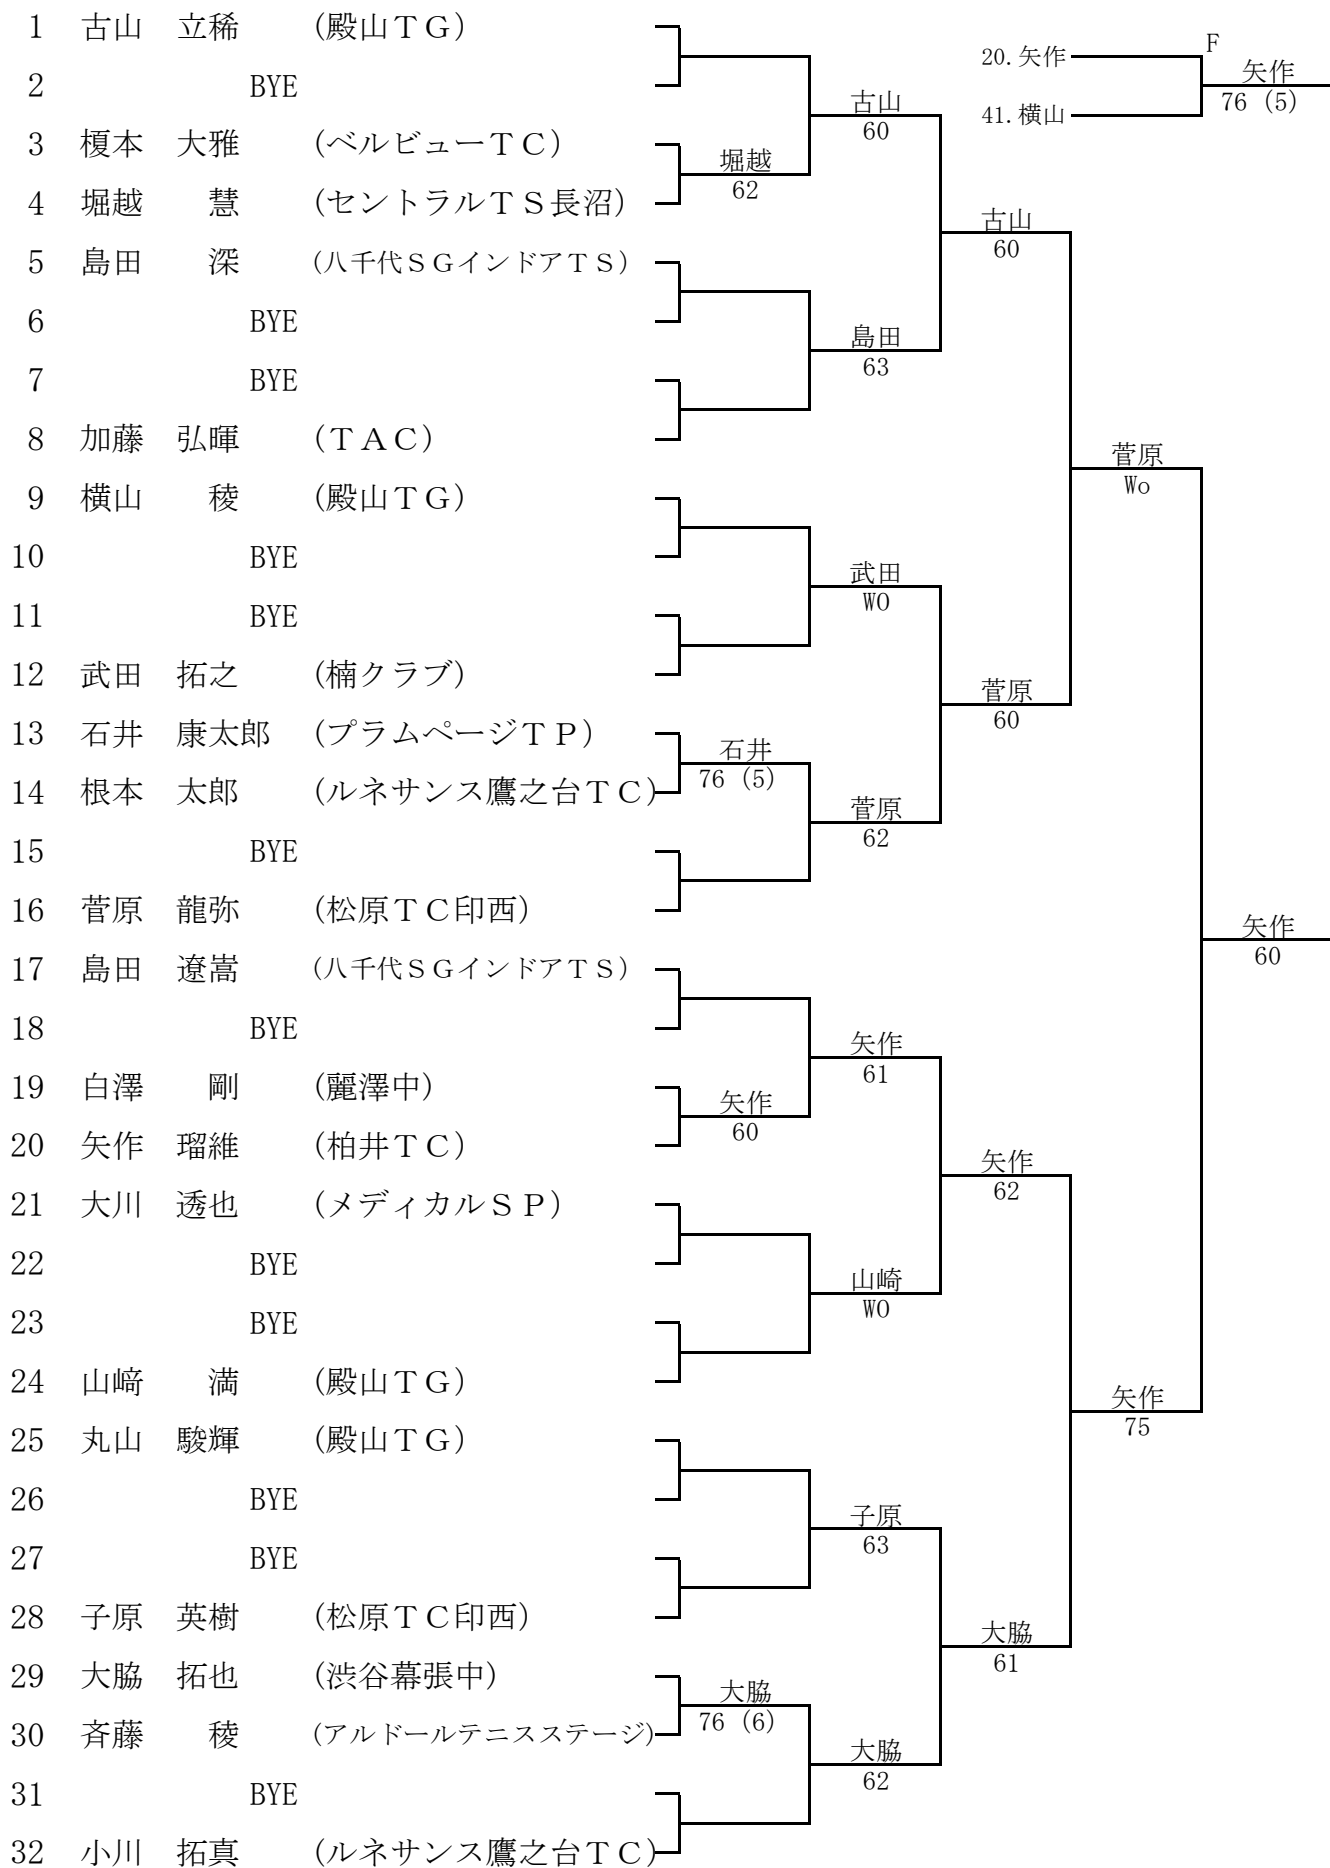 1 古山 立稀 (殿山ＴＧ)
2 BYE
3 榎本 大雅 (ベルビューＴＣ)
4 堀越 慧 (セントラルＴＳ長沼)
5 島田 深 (八千代ＳＧインドアＴＳ)
6 BYE
7 BYE
8 加藤 弘暉 (ＴＡＣ)
9 横山 稜 (殿山ＴＧ)
10 BYE
11 BYE
12 武田 拓之 (楠クラブ)
13 石井 康太郎 (プラムページＴＰ)
14 根本 太郎 (ルネサンス鷹之台ＴＣ)
15 BYE
16 菅原 龍弥 (松原ＴＣ印西)
17 島田 遼嵩 (八千代ＳＧインドアＴＳ)
18 BYE
19 白澤 剛 (麗澤中)
20 矢作 瑠維 (柏井ＴＣ)
21 大川 透也 (メディカルＳＰ)
22 BYE
23 BYE
24 山﨑 満 (殿山ＴＧ)
25 丸山 駿輝 (殿山ＴＧ)
26 BYE
27 BYE
28 子原 英樹 (松原ＴＣ印西)
29 大脇 拓也 (渋谷幕張中)
30 斉藤 稜 (アルドールテニスステージ)
31 BYE
32 小川 拓真 (ルネサンス鷹之台ＴＣ)
堀越
62
石井
76 (5)
矢作
60
大脇
76 (6)
古山
60
島田
63
武田
WO
菅原
62
矢作
61
山崎
WO
子原
63
大脇
62
古山
60
菅原
60
矢作
62
大脇
61
菅原
Wo
矢作
75
矢作
60
20.矢作
41.横山
F
矢作
76 (5)